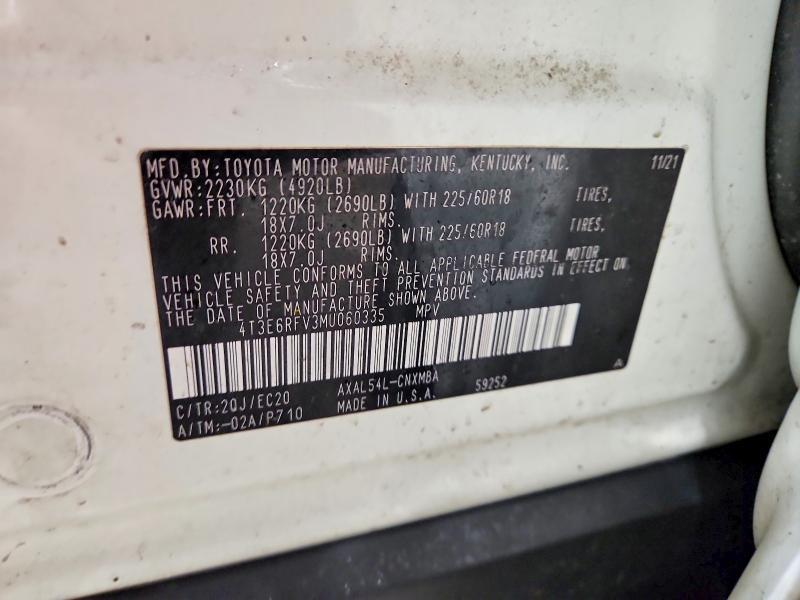 MFD.BY:TOYOTA MOTOR MANUFACTURING, KENTUCKY, INC. 11/21
GVWR:2230KG (4920LB)
GAWR:FRT. 1220KG (2690LB) WITH 225/60R18 TIRES,
18X7.0J RIMS.
RR. 1220KG (2690LB) WITH 225/60R18 TIRES,
18X7.0J RIMS.
THIS VEHICLE CONFORMS TO ALL APPLICABLE FEDERAL MOTOR
VEHICLE SAFETY AND THEFT PREVENTION STANDARDS IN EFFECT ON
THE DATE OF MANUFACTURE SHOWN ABOVE.
4T3E6RFV3MU060335 MPV
C/TR:2QJ/EC20 AXAL54L-CNXMBA 59252 A
A/TM:-02A/P710 MADE IN U.S.A.